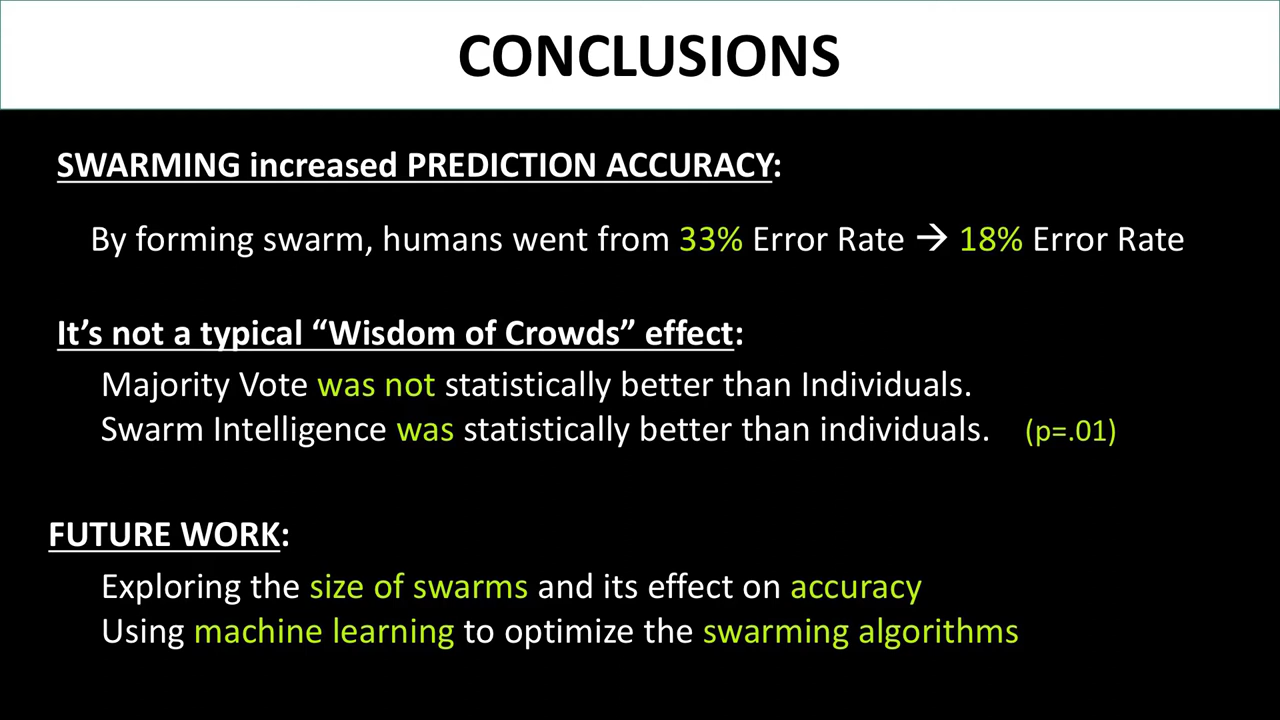 CONCLUSIONS
SWARMING increased PREDICTION ACCURACY:
By forming swarm, humans went from 33% Error Rate → 18% Error Rate
It's not a typical “Wisdom of Crowds” effect:
Majority Vote was not statistically better than Individuals.
Swarm Intelligence was statistically better than individuals. (p=.01)
FUTURE WORK:
Exploring the size of swarms and its effect on accuracy
Using machine learning to optimize the swarming algorithms